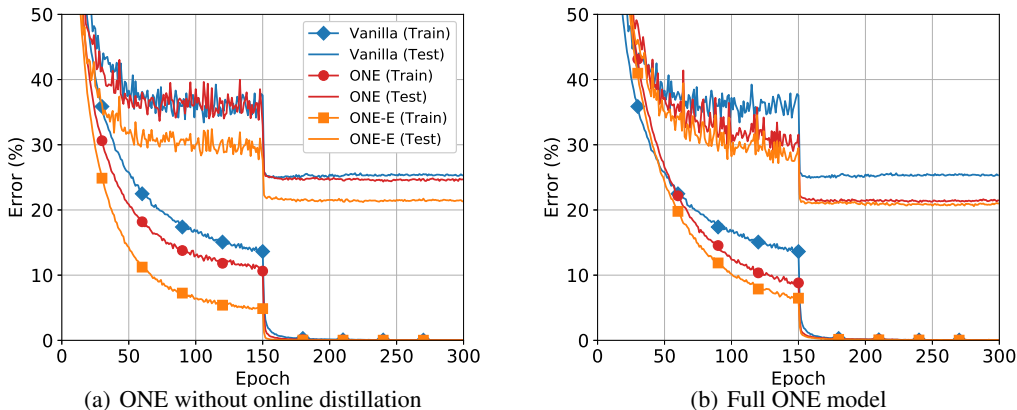 50
40
30
20
10
0
Error (%)
0 50 100 150 200 250 300
Epoch
Vanilla (Train)
Vanilla (Test)
ONE (Train)
ONE (Test)
ONE-E (Train)
ONE-E (Test)
(a) ONE without online distillation
50
40
30
20
10
0
Error (%)
0 50 100 150 200 250 300
Epoch
(b) Full ONE model